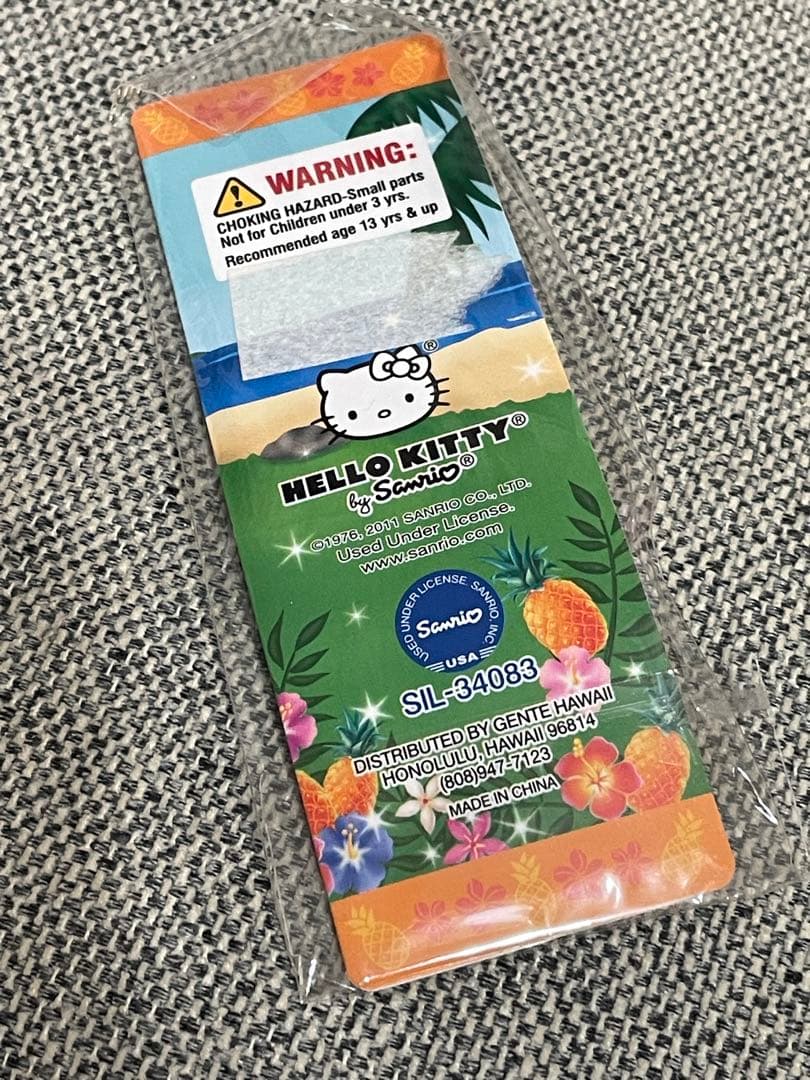 WARNING:
CHOKING HAZARD-Small parts
Not for Children under 3 yrs.
Recommended age 13 yrs & up
®
HELLO KITTY®
by Sanrio®
©1976, 2011 SANRIO CO., LTD.
Used Under License.
www.sanrio.com
USED UNDER LICENSE. SANRIO, INC.
Sanrio
USA
SIL-34083
DISTRIBUTED BY GENTE HAWAII
HONOLULU, HAWAII 96814
(808)947-7123
MADE IN CHINA